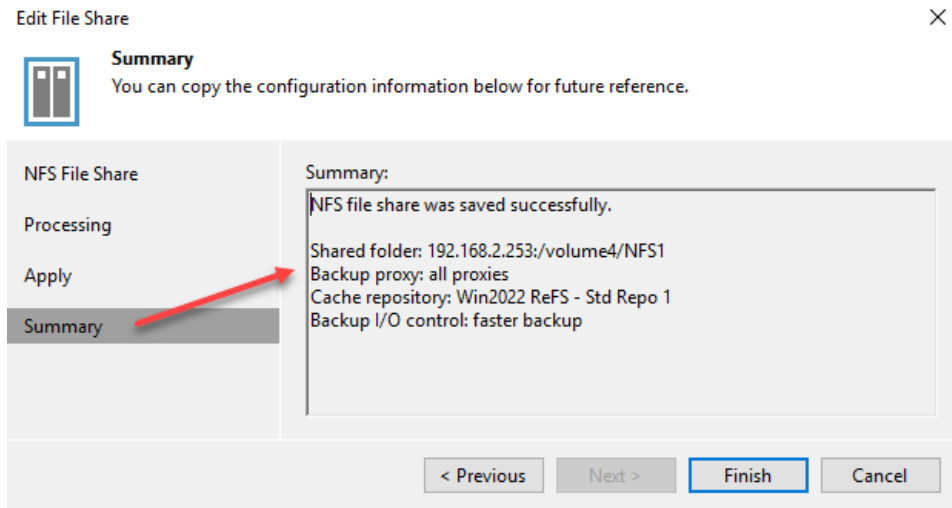 Edit File Share
Summary
You can copy the configuration information below for future reference.
NFS File Share
Processing
Apply
Summary
Summary:
NFS file share was saved successfully.
Shared folder: 192.168.2.253:/volume4/NFS1
Backup proxy: all proxies
Cache repository: Win2022 ReFS - Std Repo 1
Backup I/O control: faster backup
< Previous
Next >
Finish
Cancel